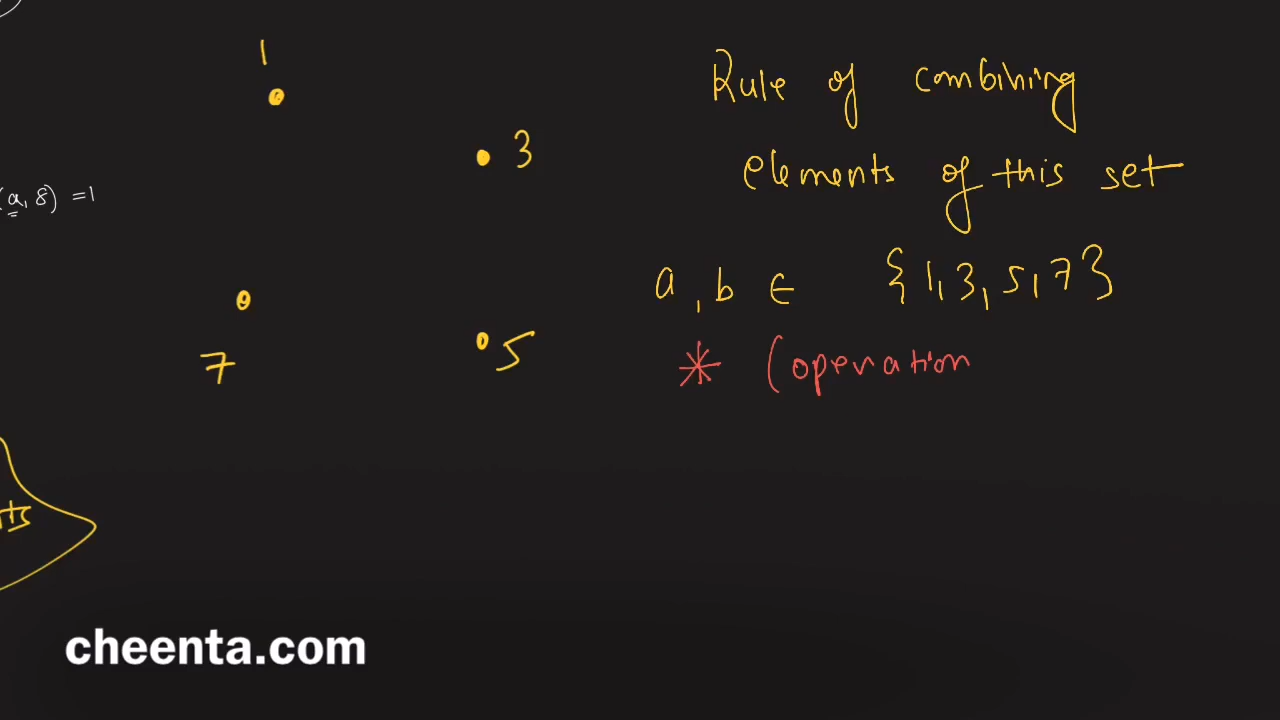 1
3
(a, 8) = 1
7
5
Rule of combining
elements of this set
a, b ∈ {1, 3, 5, 7}
* (operation
ts
cheenta.com